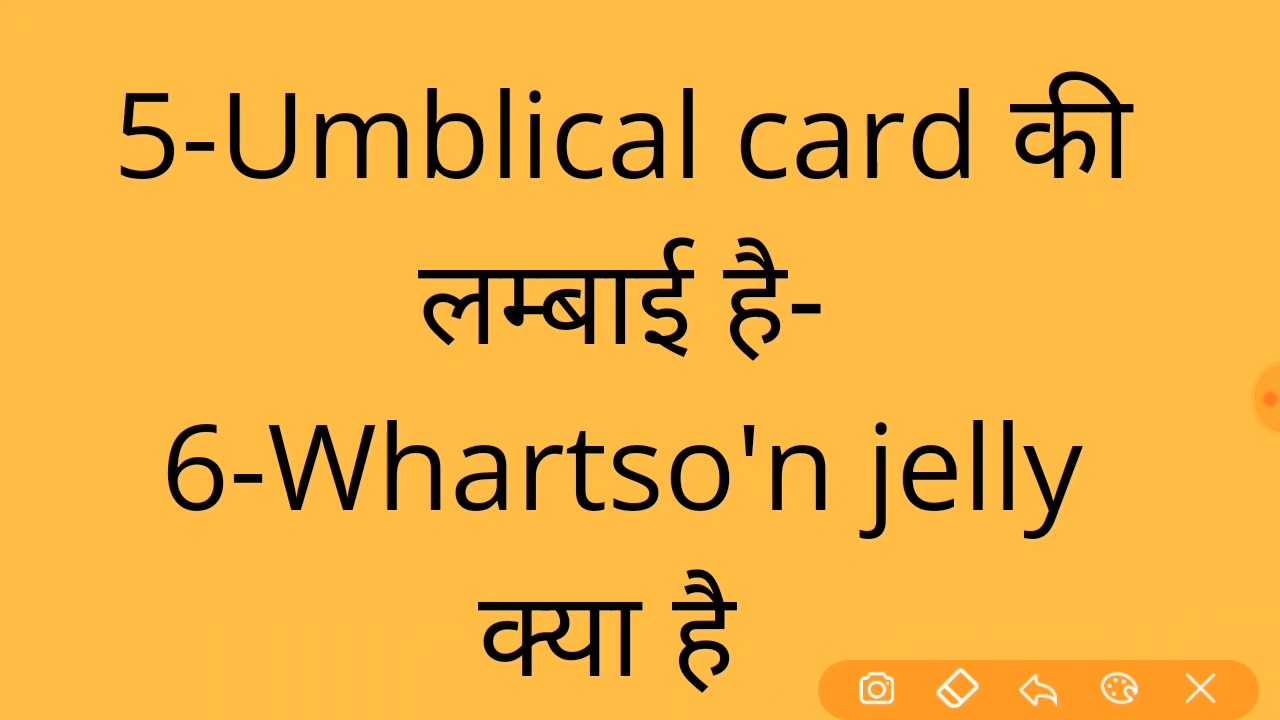 5-Umblical card की
लम्बाई है-
6-Whartso'n jelly
क्या है